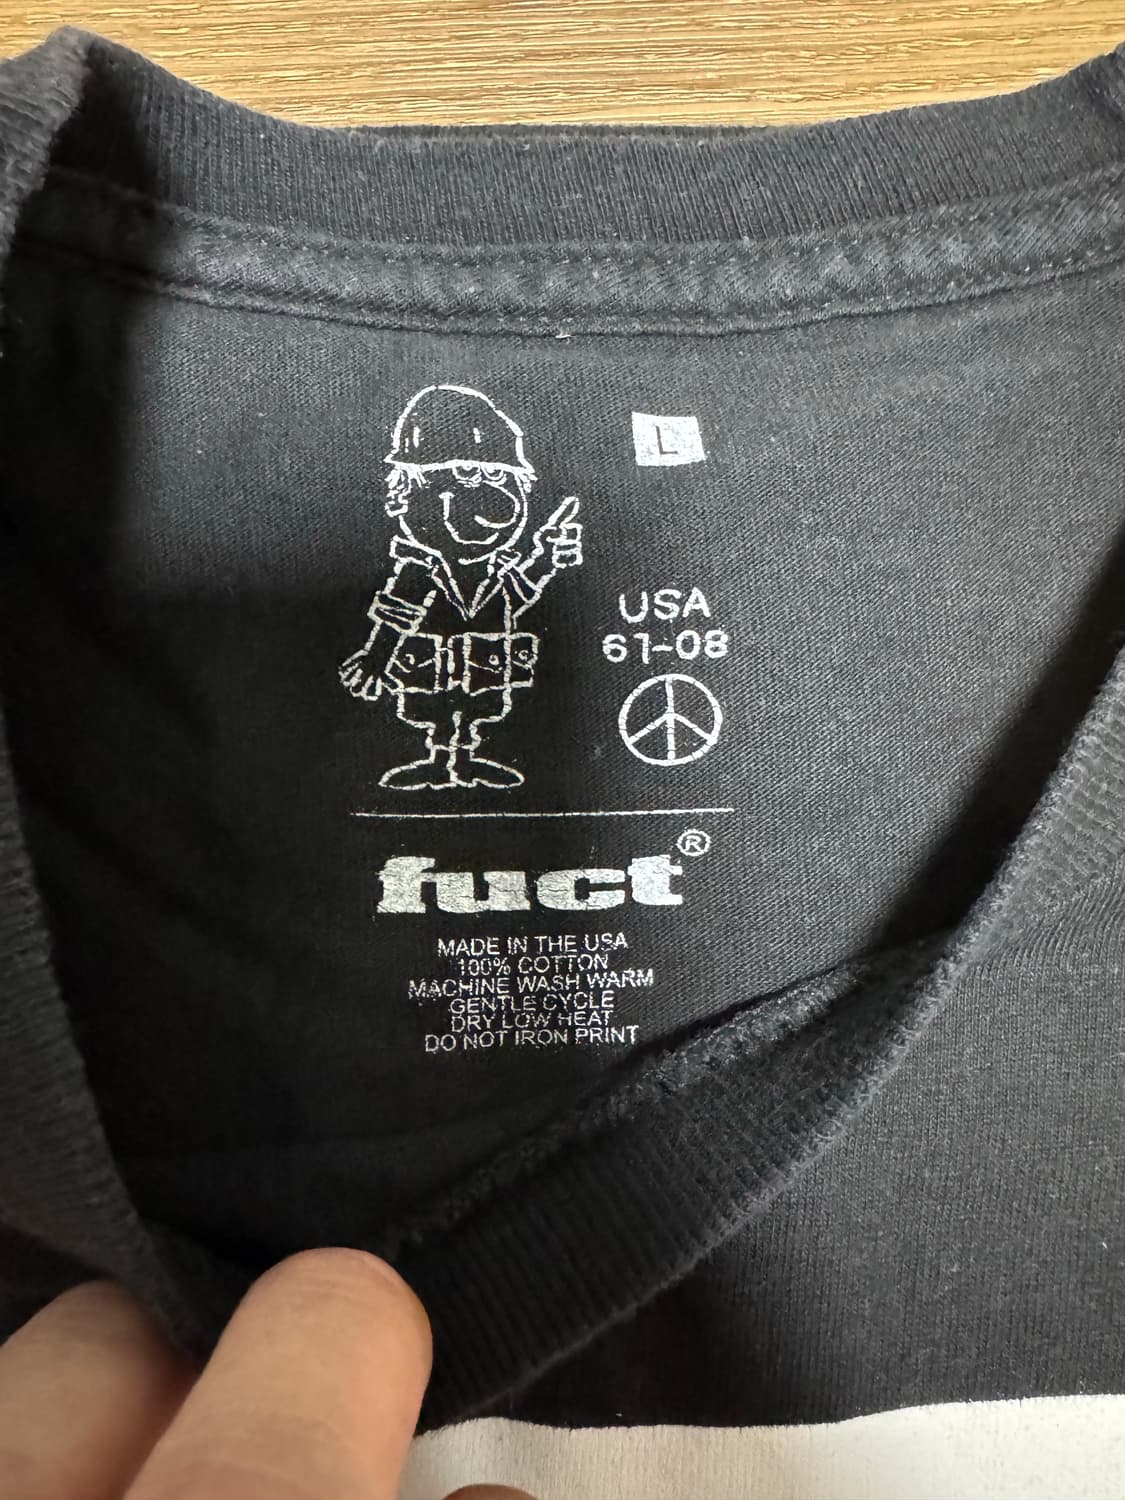 L
USA
67-08
fuct®
MADE IN THE USA
100% COTTON
MACHINE WASH WARM
GENTLE CYCLE
DRY LOW HEAT
DO NOT IRON PRINT